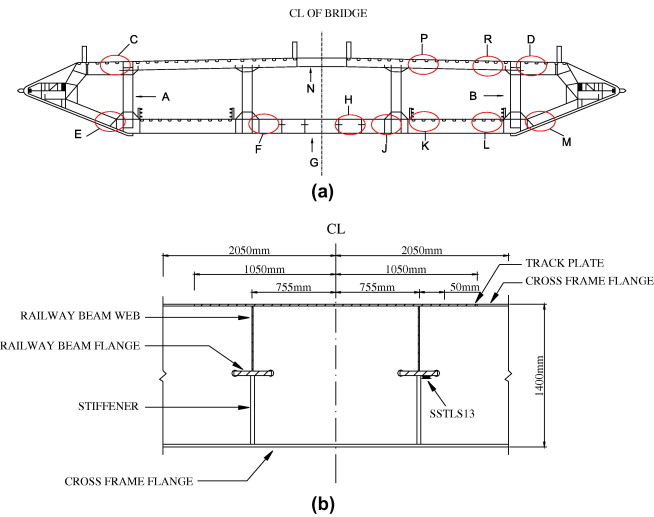 CL OF BRIDGE
C
P
R
D
A
N
B
H
E
F
G
J
K
L
M
(a)
CL
2050mm
2050mm
1050mm
1050mm
TRACK PLATE
755mm
755mm
50mm
CROSS FRAME FLANGE
RAILWAY BEAM WEB
RAILWAY BEAM FLANGE
1400mm
STIFFENER
SSTLS13
CROSS FRAME FLANGE
(b)